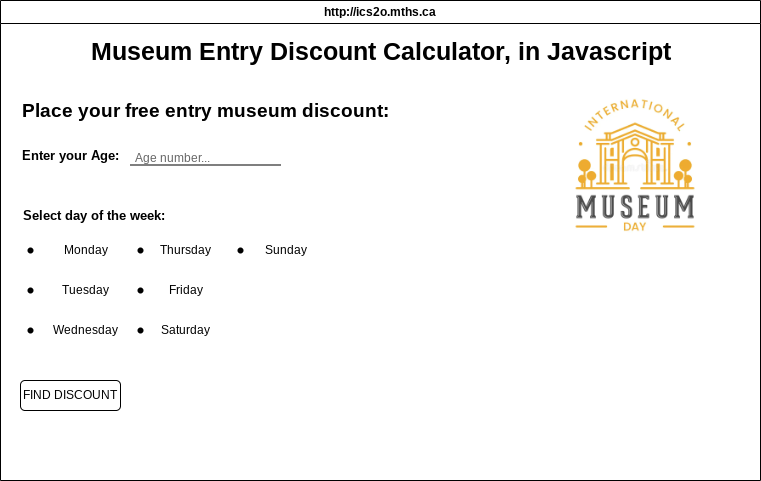 http://ics2o.mths.ca
Museum Entry Discount Calculator, in Javascript
Place your free entry museum discount:
Enter your Age: Age number...
INTERNATIONAL
MUSEUM
DAY
Select day of the week:
Monday Thursday Sunday
Tuesday Friday
Wednesday Saturday
FIND DISCOUNT